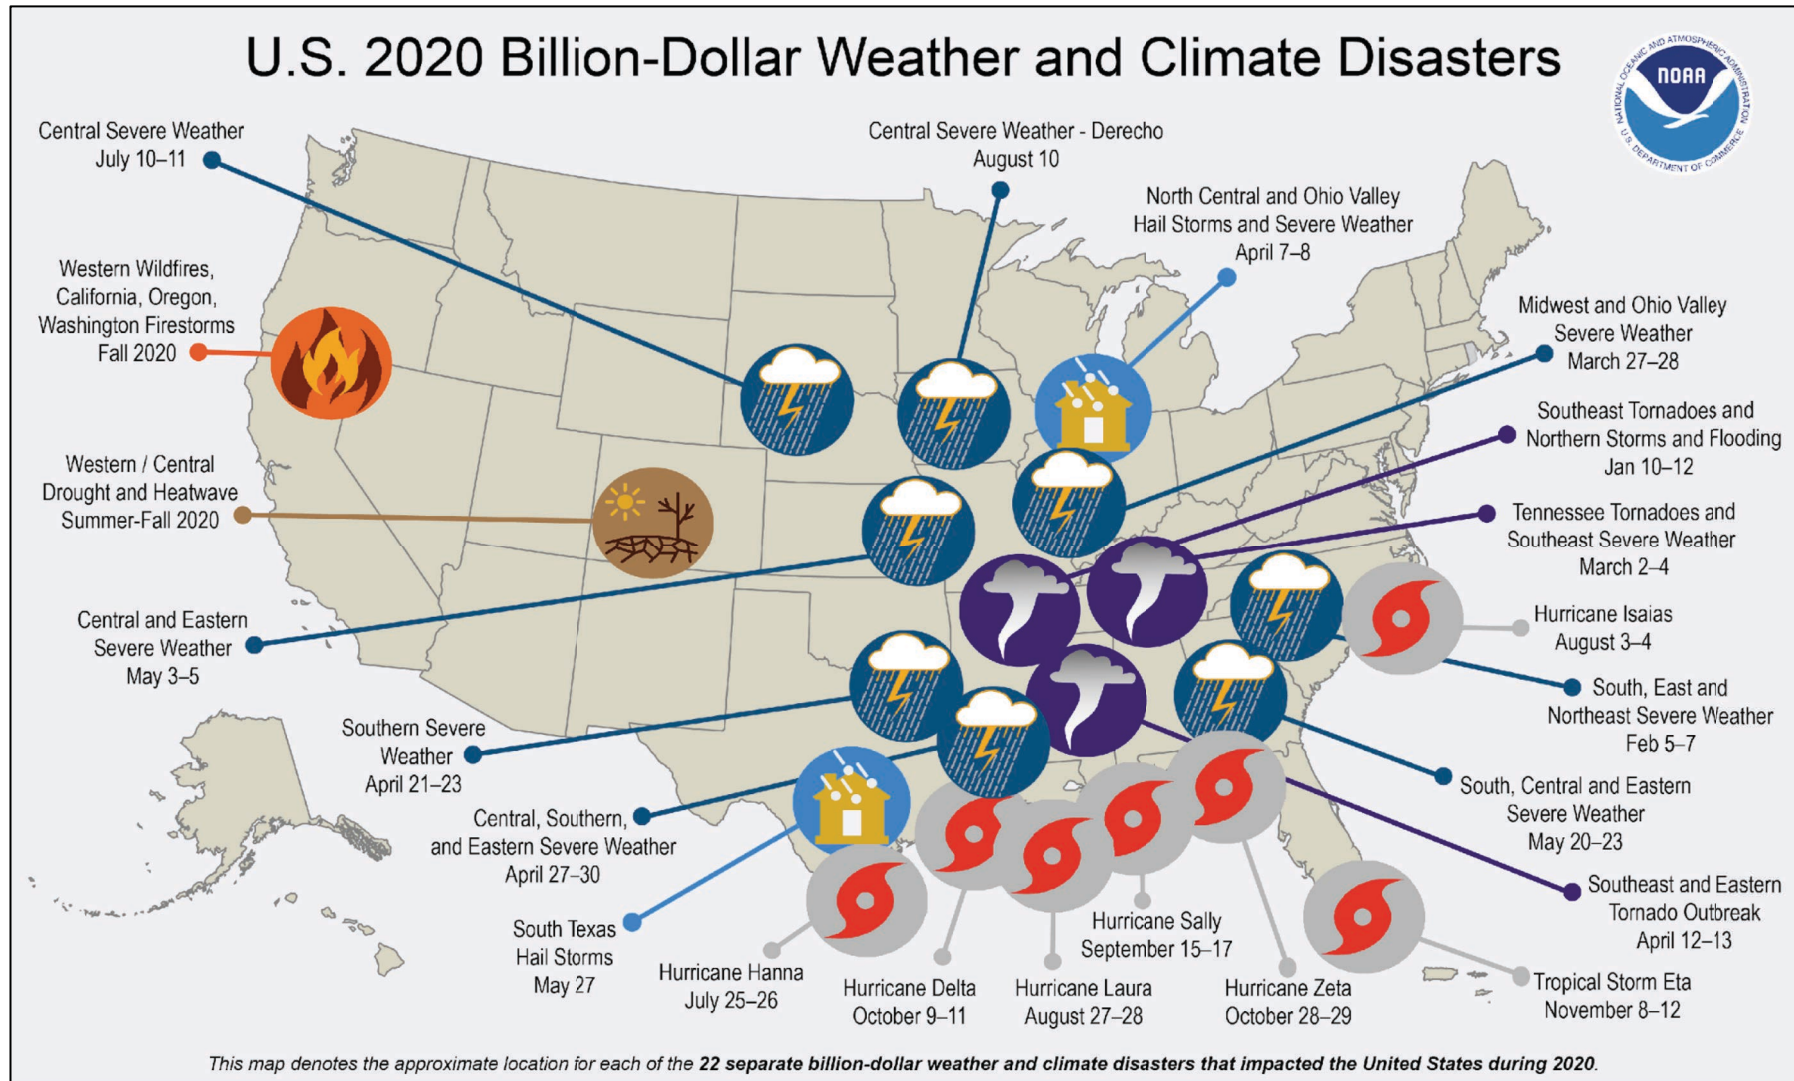 U.S. 2020 Billion-Dollar Weather and Climate Disasters
NATIONAL OCEANIC AND ATMOSPHERIC ADMINISTRATION
NOAA
U.S. DEPARTMENT OF COMMERCE
Central Severe Weather
July 10–11
Central Severe Weather - Derecho
August 10
North Central and Ohio Valley
Hail Storms and Severe Weather
April 7–8
Western Wildfires,
California, Oregon,
Washington Firestorms
Fall 2020
Midwest and Ohio Valley
Severe Weather
March 27–28
Southeast Tornadoes and
Northern Storms and Flooding
Jan 10–12
Western / Central
Drought and Heatwave
Summer-Fall 2020
Tennessee Tornadoes and
Southeast Severe Weather
March 2–4
Central and Eastern
Severe Weather
May 3–5
Hurricane Isaias
August 3–4
South, East and
Northeast Severe Weather
Feb 5–7
Southern Severe
Weather
April 21–23
South, Central and Eastern
Severe Weather
May 20–23
Central, Southern,
and Eastern Severe Weather
April 27–30
Southeast and Eastern
Tornado Outbreak
April 12–13
South Texas
Hail Storms
May 27
Hurricane Hanna
July 25–26
Hurricane Delta
October 9–11
Hurricane Laura
August 27–28
Hurricane Sally
September 15–17
Hurricane Zeta
October 28–29
Tropical Storm Eta
November 8–12
This map denotes the approximate location for each of the 22 separate billion-dollar weather and climate disasters that impacted the United States during 2020.